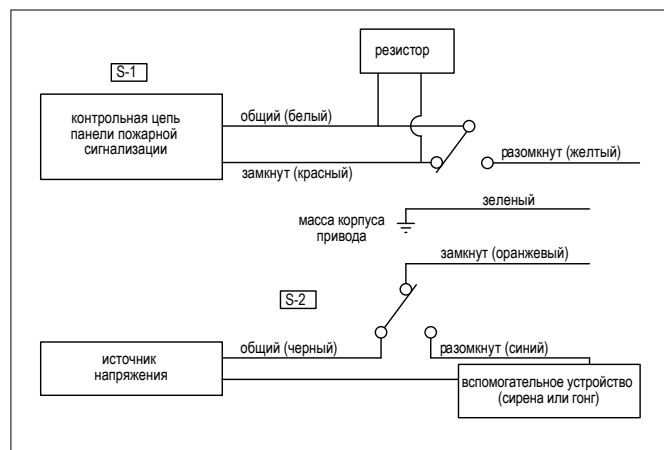 резистор
S-1
контрольная цепь
панели пожарной
сигнализации
общий (белый)
замкнут (красный)
разомкнут (желтый)
зеленый
масса корпуса
привода
замкнут (оранжевый)
S-2
источник
напряжения
общий (черный)
разомкнут (синий)
вспомогательное устройство
(сирена или гонг)